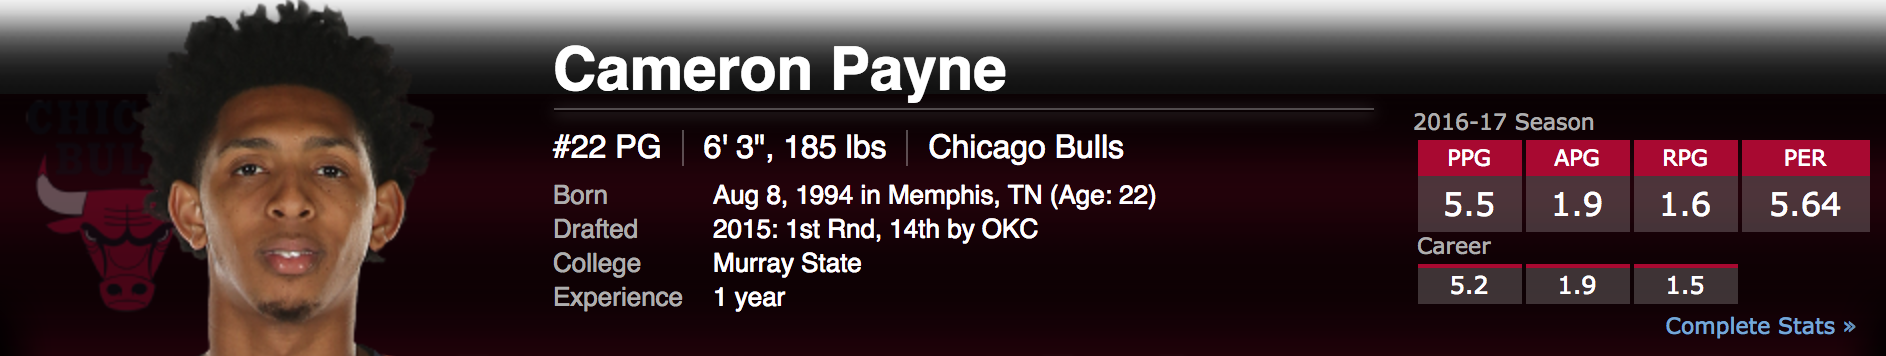 CHIC
BUL
Cameron Payne
#22 PG 6' 3", 185 lbs Chicago Bulls
Born Aug 8, 1994 in Memphis, TN (Age: 22)
Drafted 2015: 1st Rnd, 14th by OKC
College Murray State
Experience 1 year
2016-17 Season
PPG APG RPG PER
5.5 1.9 1.6 5.64
Career
5.2 1.9 1.5
Complete Stats »